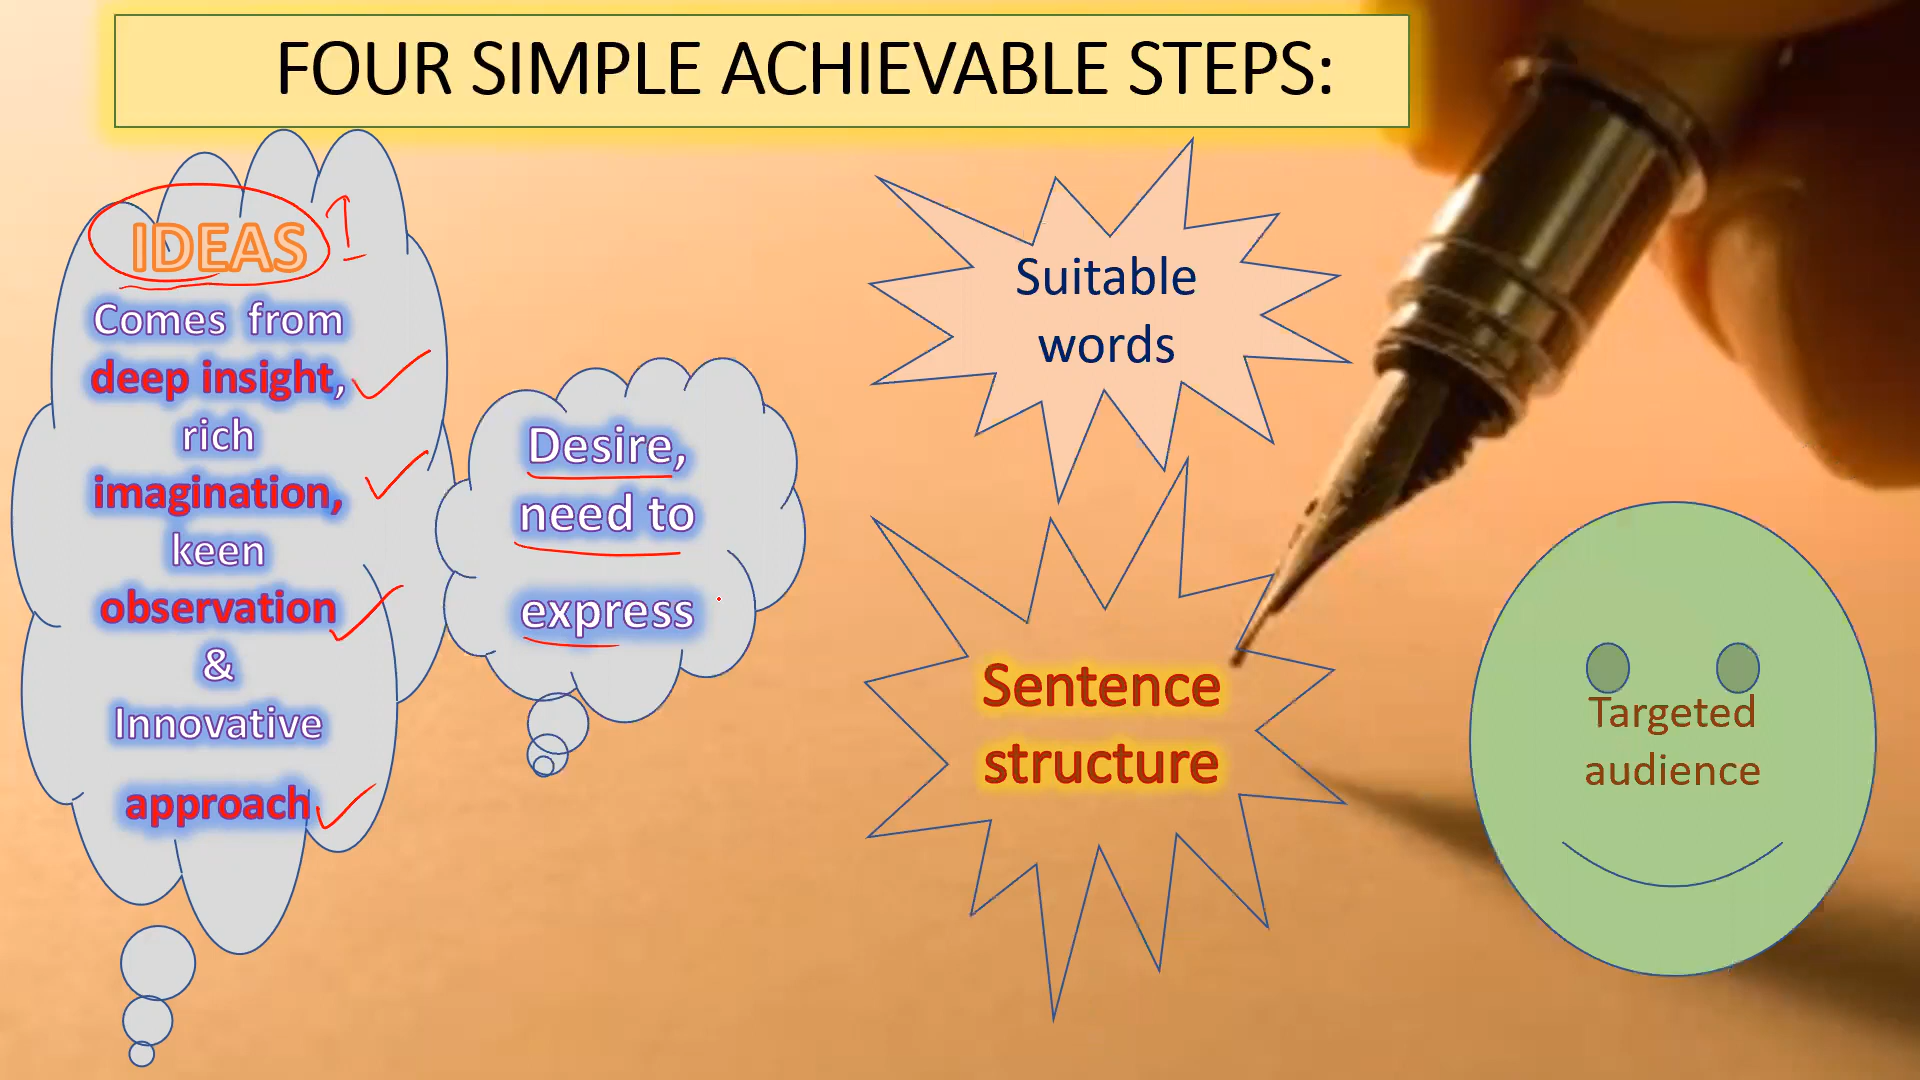 FOUR SIMPLE ACHIEVABLE STEPS:
IDEAS
1
Comes from
deep insight,
rich
imagination,
keen
observation
&
Innovative
approach
Desire,
need to
express
Suitable
words
Sentence
structure
Targeted
audience